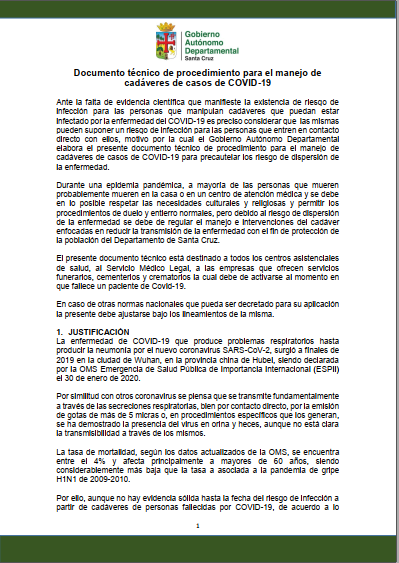 Gobierno
Autónomo
Departamental
Santa Cruz
Documento técnico de procedimiento para el manejo de
cadáveres de casos de COVID-19
Ante la falta de evidencia científica que manifieste la existencia de riesgo de
infección para las personas que manipulan cadáveres que puedan estar
infectado por la enfermedad del COVID-19 es preciso considerar que las mismas
pueden suponer un riesgo de infección para las personas que entren en contacto
directo con ellos, motivo por la cual el Gobierno Autónomo Departamental
elabora el presente documento técnico de procedimiento para el manejo de
cadáveres de casos de COVID-19 para precautelar los riesgo de dispersión de
la enfermedad.
Durante una epidemia pandémica, a mayoría de las personas que mueren
probablemente mueren en la casa o en un centro de atención médica y se debe
en lo posible respetar las necesidades culturales y religiosas y permitir los
procedimientos de duelo y entierro normales, pero debido al riesgo de dispersión
de la enfermedad se debe de regular el manejo e intervenciones del cadáver
enfocadas en reducir la transmisión de la enfermedad con el fin de protección de
la población del Departamento de Santa Cruz.
El presente documento técnico está destinado a todos los centros asistenciales
de salud, al Servicio Médico Legal, a las empresas que ofrecen servicios
funerarios, cementerios y crematorios la cual debe de activarse al momento en
que fallece un paciente de Covid-19.
En caso de otras normas nacionales que pueda ser decretado para su aplicación
la presente debe ajustarse bajo los lineamientos de la misma.
1. JUSTIFICACIÓN
La enfermedad de COVID-19 que produce problemas respiratorios hasta
producir la neumonía por el nuevo coronavirus SARS-CoV-2, surgió a finales de
2019 en la ciudad de Wuhan, en la provincia china de Hubei, siendo declarada
por la OMS Emergencia de Salud Pública de Importancia Internacional (ESPII)
el 30 de enero de 2020.
Por similitud con otros coronavirus se piensa que se transmite fundamentalmente
a través de las secreciones respiratorias, bien por contacto directo, por la emisión
de gotas de más de 5 micras o, en procedimientos específicos que los generan,
se ha demostrado la presencia del virus en orina y heces, aunque no está clara
la transmisibilidad a través de los mismos.
La tasa de mortalidad, según los datos actualizados de la OMS, se encuentra
entre el 4% y afecta principalmente a mayores de 60 años, siendo
considerablemente más baja que la tasa a asociada a la pandemia de gripe
H1N1 de 2009-2010.
Por ello, aunque no hay evidencia sólida hasta la fecha del riesgo de infección a
partir de cadáveres de personas fallecidas por COVID-19, de acuerdo a lo
1